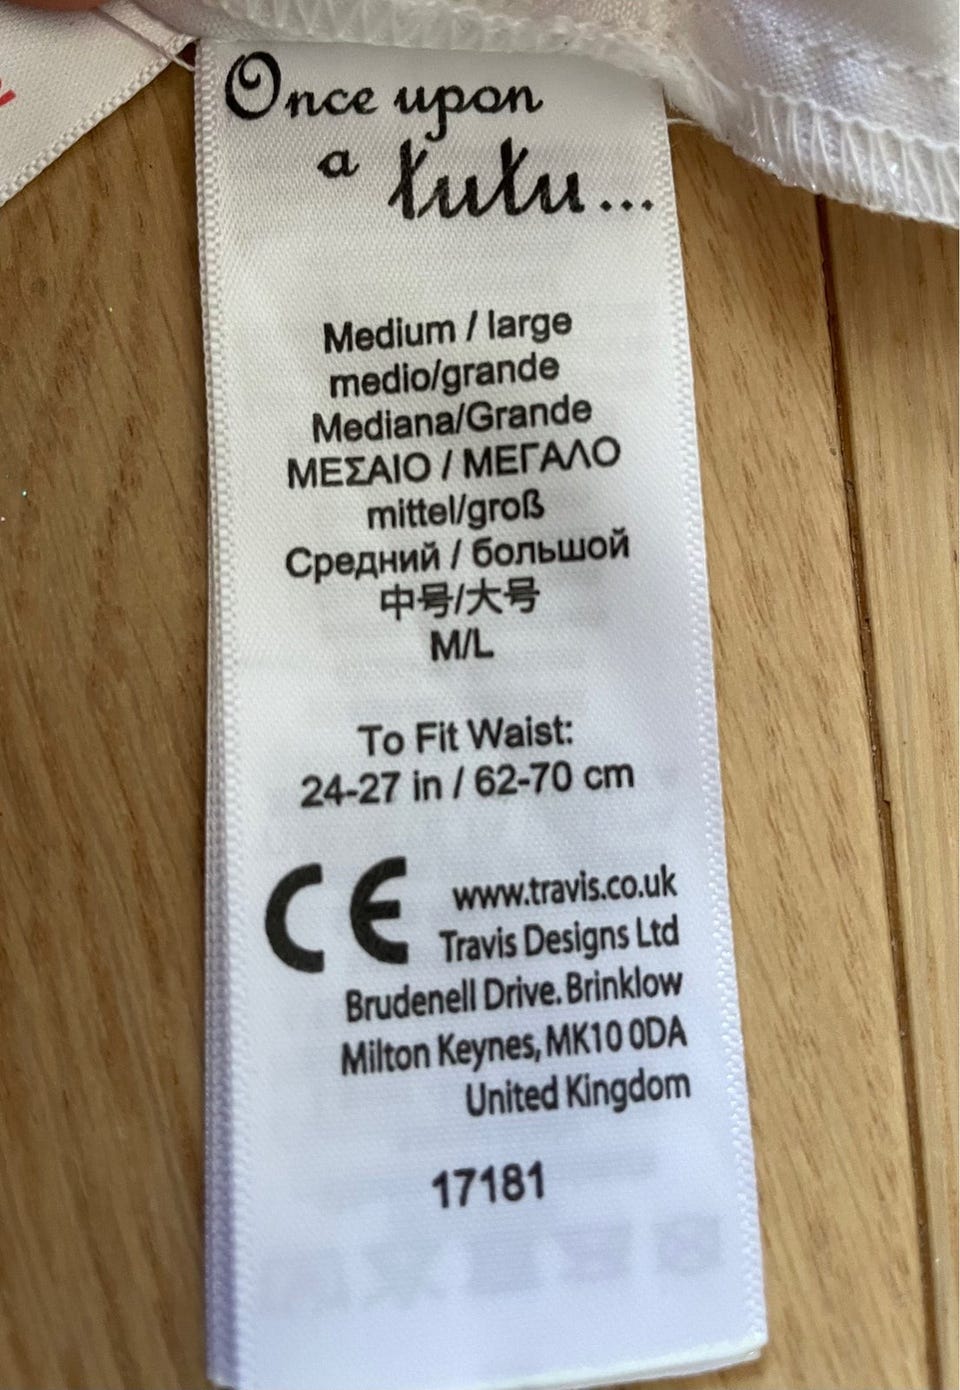 Once upon
a tutu...
Medium / large
medio/grande
Mediana/Grande
ΜΕΣΑΙΟ / ΜΕΓΑΛΟ
mittel/groß
Средний / большой
中号/大号
M/L
To Fit Waist:
24-27 in / 62-70 cm
CE
www.travis.co.uk
Travis Designs Ltd
Brudenell Drive. Brinklow
Milton Keynes, MK10 0DA
United Kingdom
17181